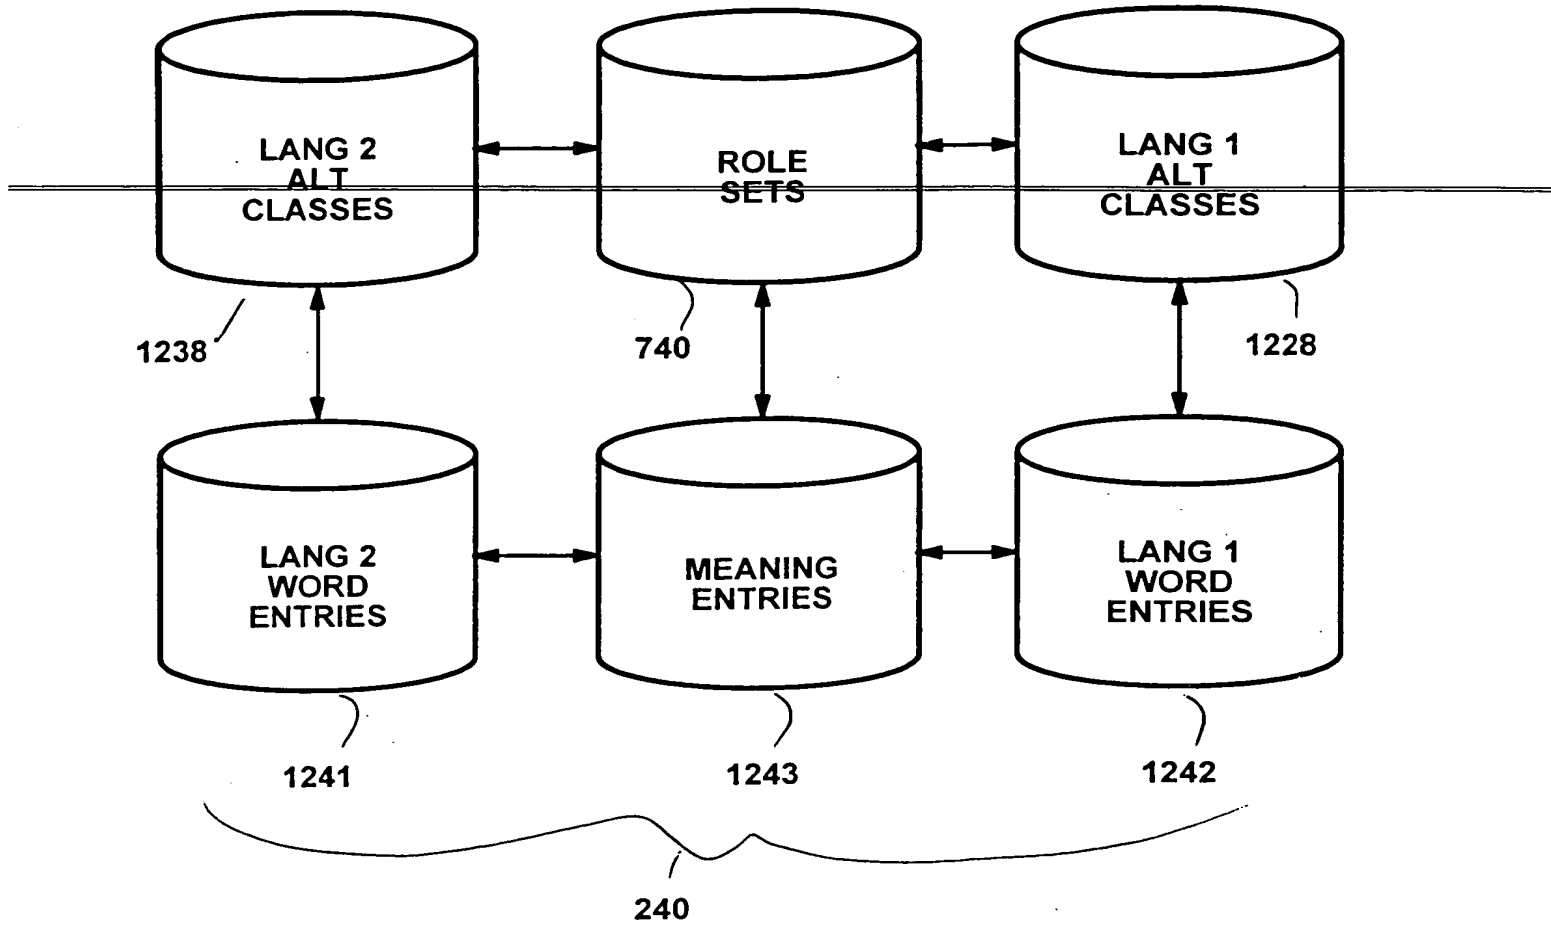 LANG 2
ALT
CLASSES
ROLE
SETS
LANG 1
ALT
CLASSES
1238
740
1228
LANG 2
WORD
ENTRIES
MEANING
ENTRIES
LANG 1
WORD
ENTRIES
1241
1243
1242
240